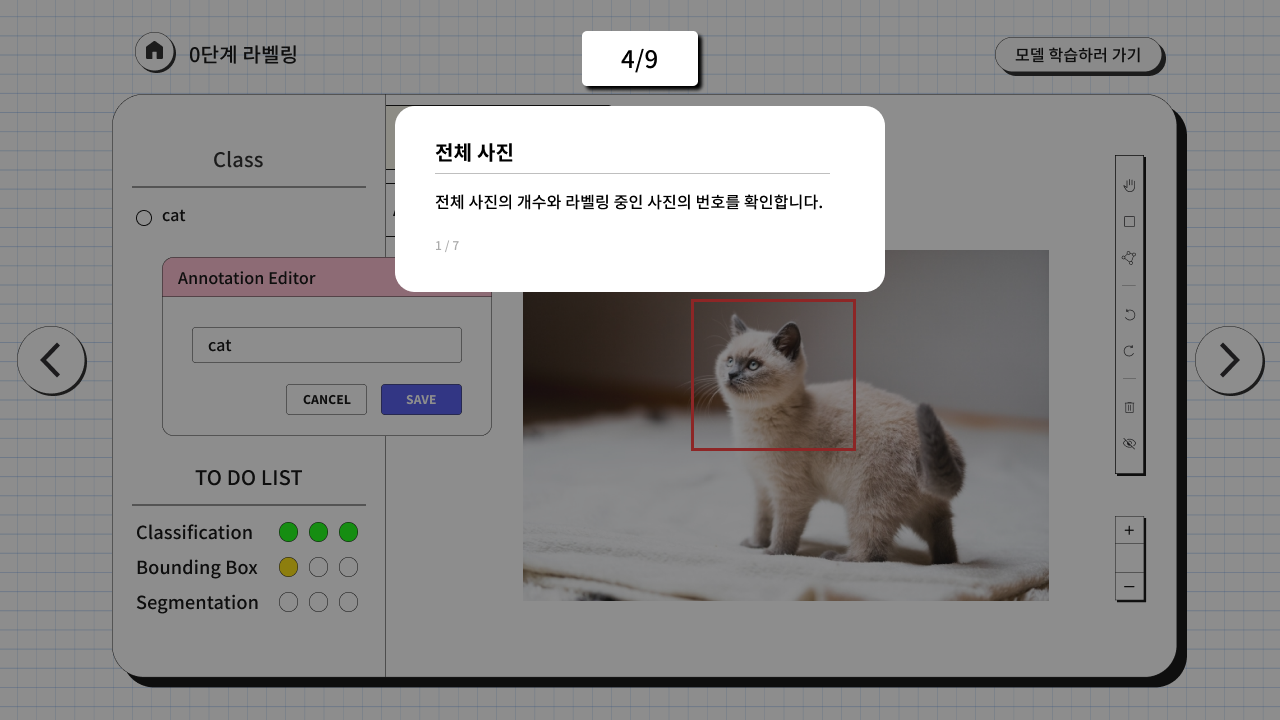 0단계 라벨링
4/9
모델 학습하러 가기
전체 사진
전체 사진의 개수와 라벨링 중인 사진의 번호를 확인합니다.
1 / 7
Class
cat
Annotation Editor
cat
CANCEL
SAVE
TO DO LIST
Classification
Bounding Box
Segmentation